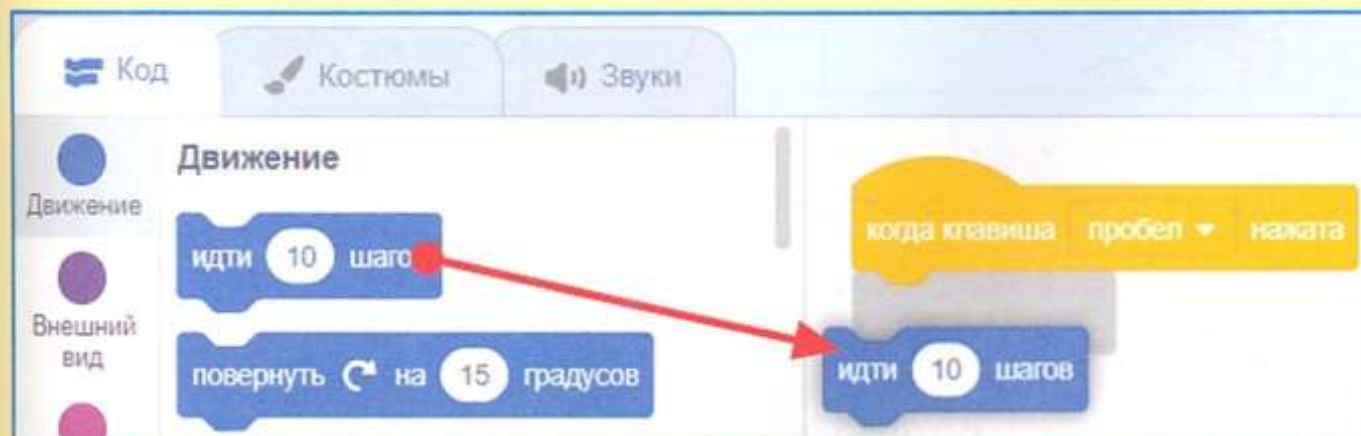 Код
Костюмы
Звуки
Движение
Движение
идти 10 шаго
повернуть на 15 градусов
Внешний
вид
когда клавиша пробел нажата
идти 10 шагов